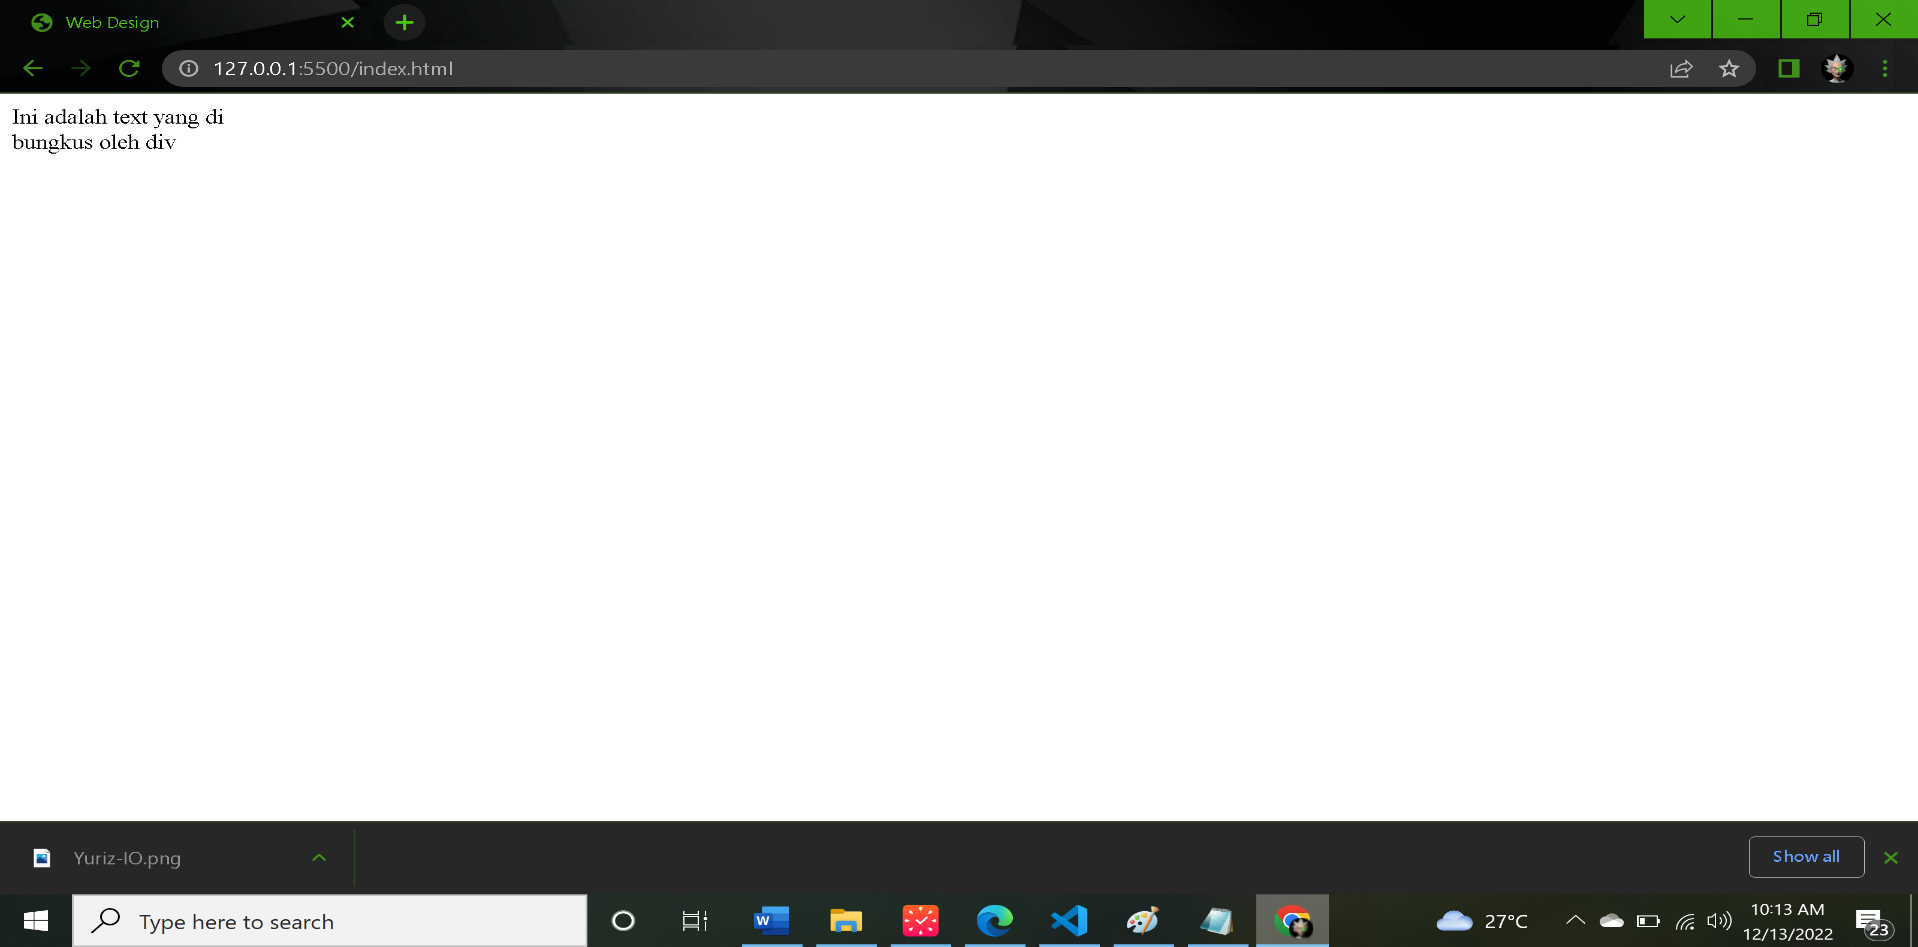 Web Design
127.0.0.1:5500/index.html
Ini adalah text yang di
bungkus oleh div
Yuriz-IO.png
Show all
Type here to search
W
27°C
10:13 AM
12/13/2022
23